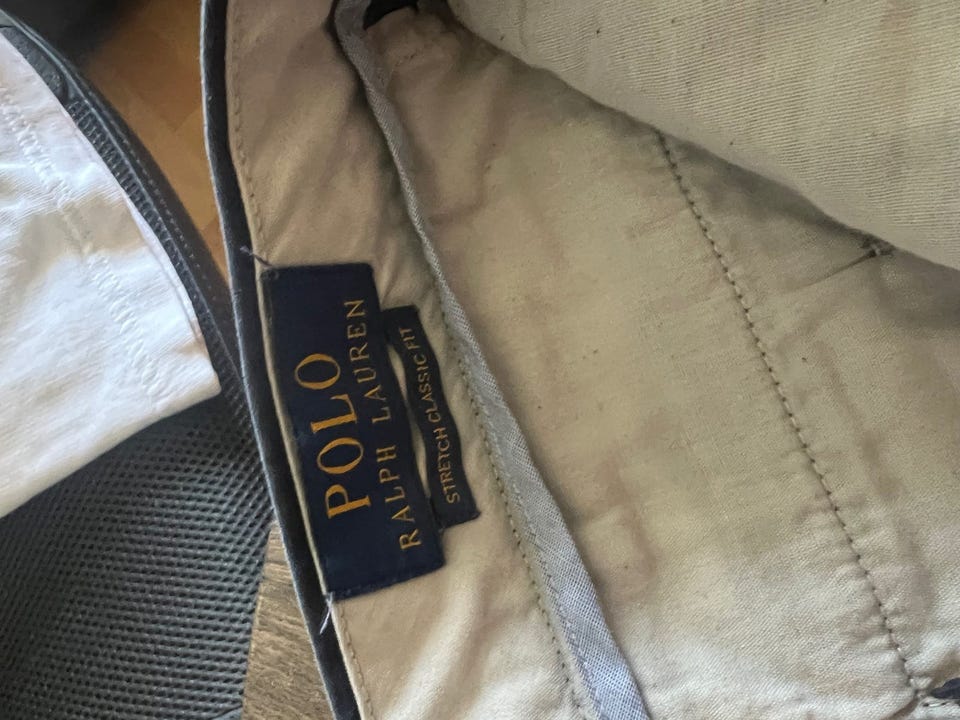 POLO
RALPH LAUREN
STRETCH CLASSIC FIT